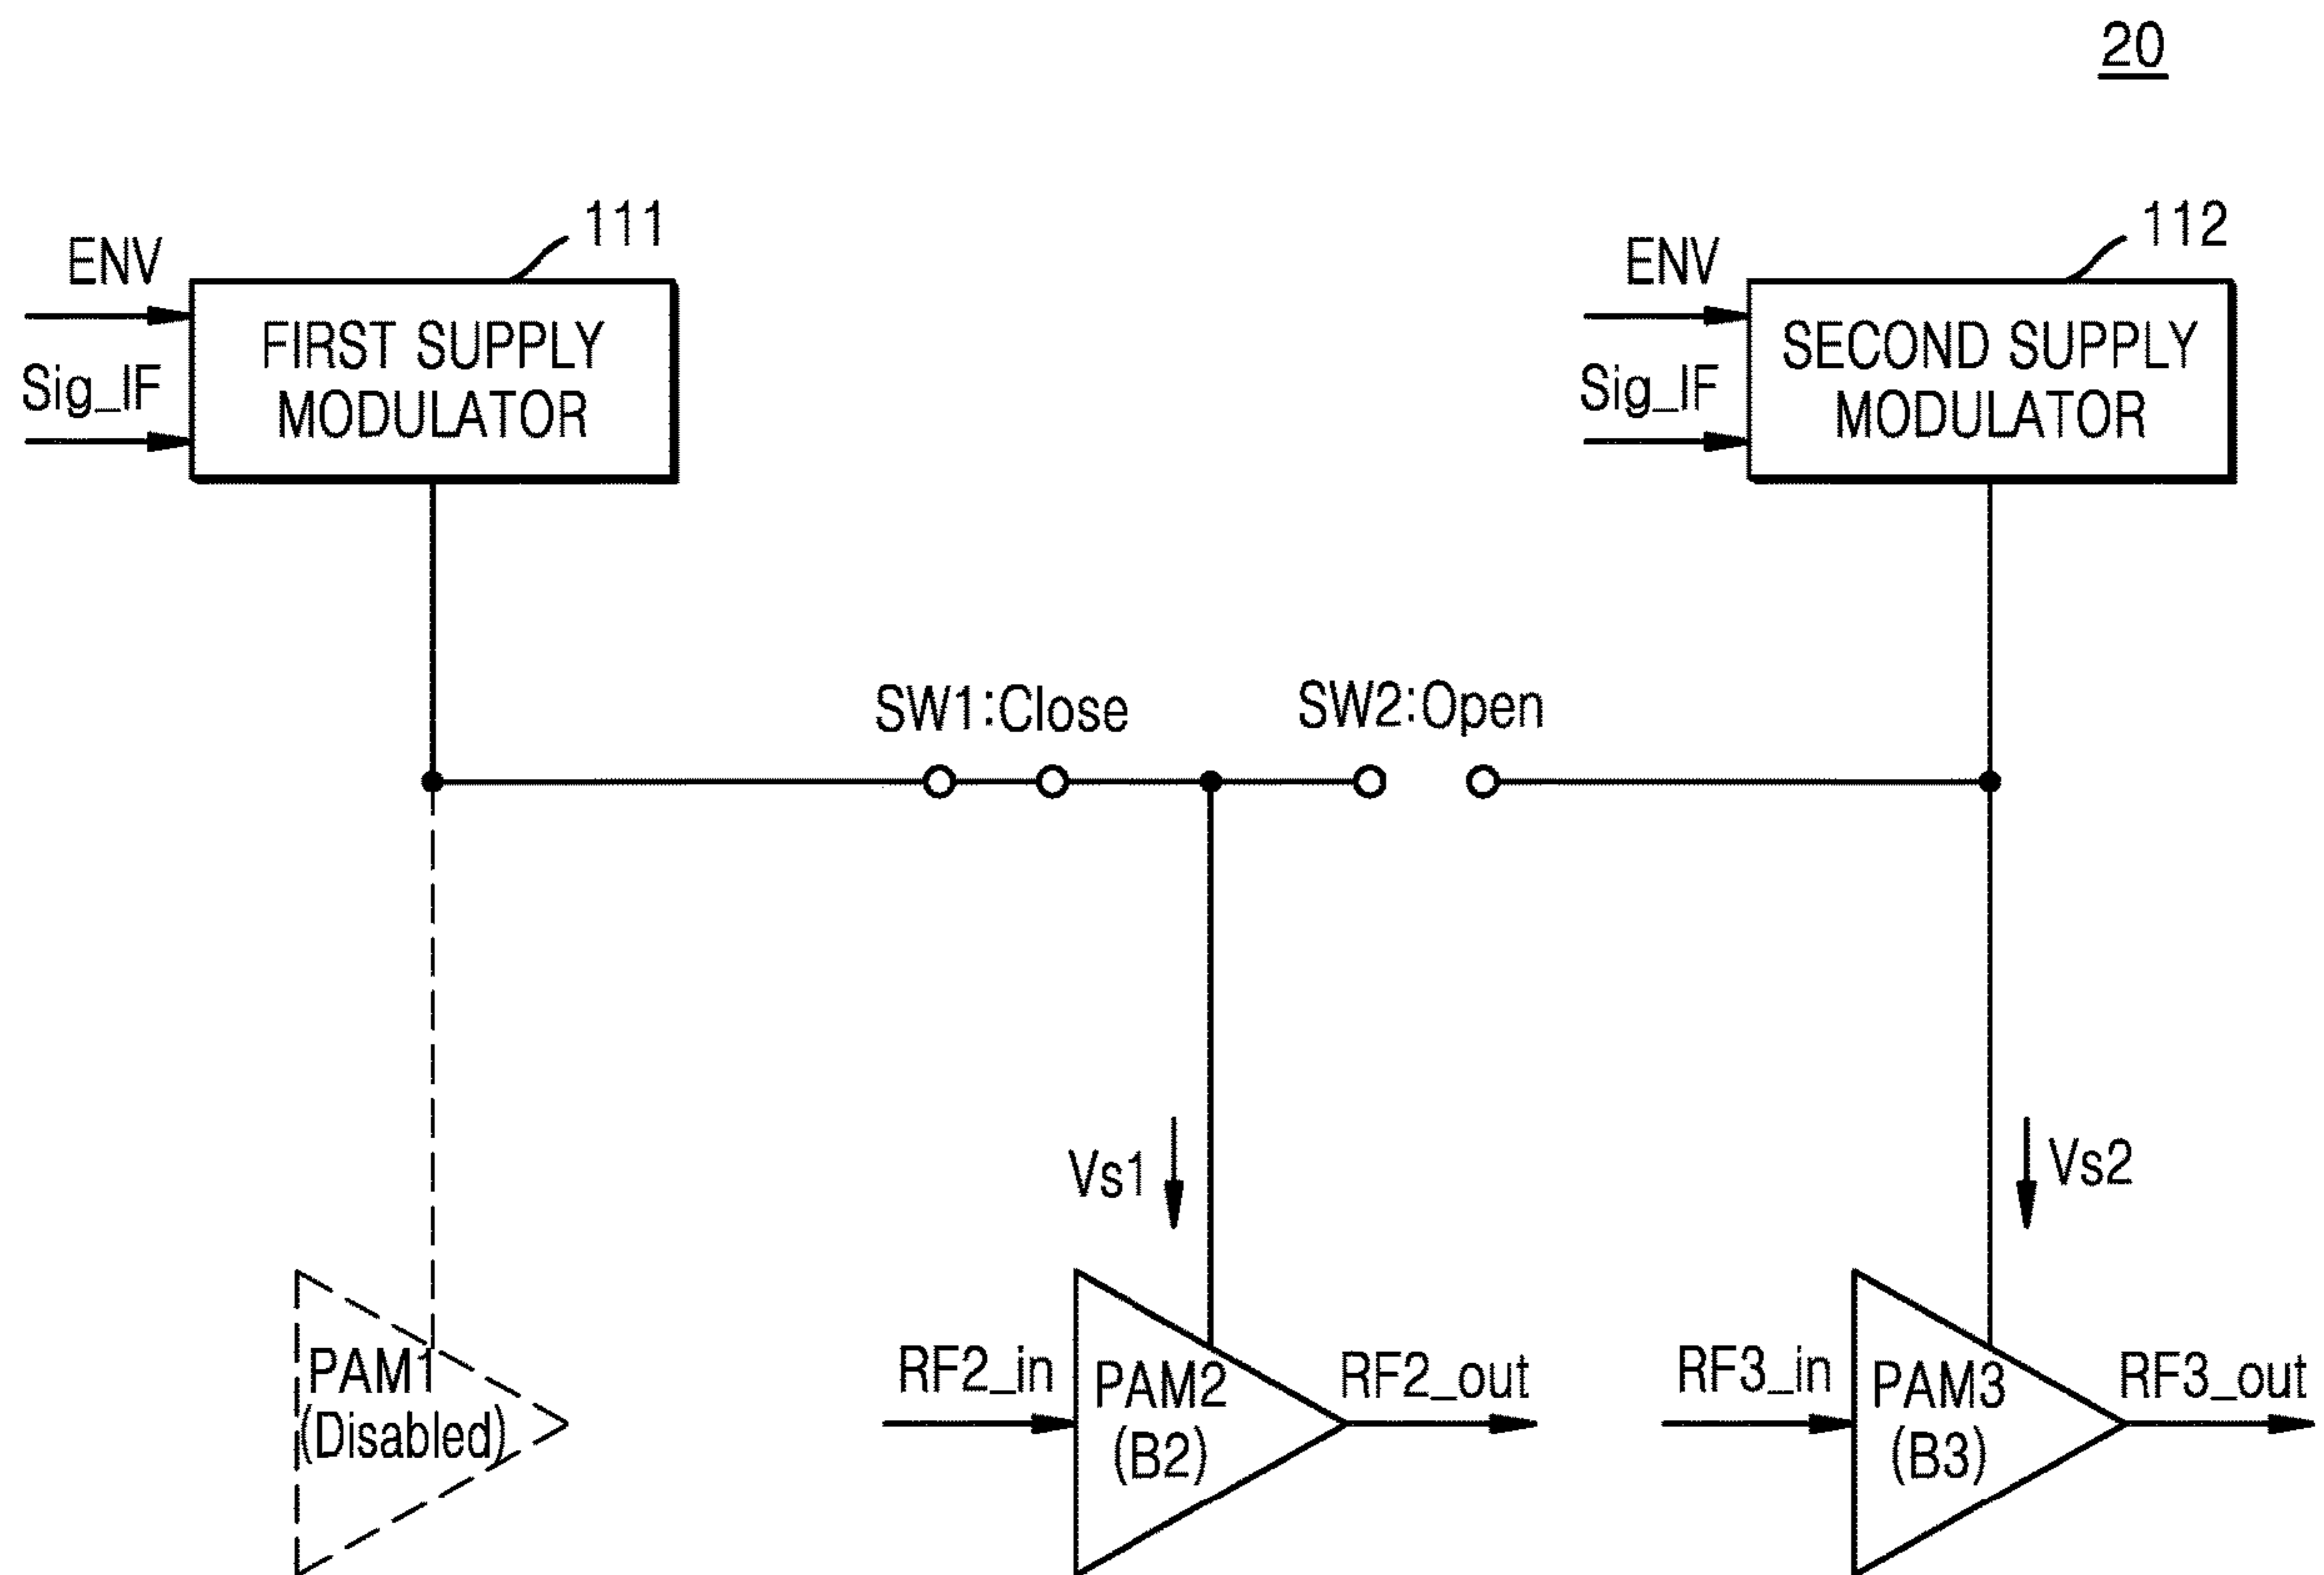 20
111
112
ENV
Sig_IF
FIRST SUPPLY
MODULATOR
ENV
Sig_IF
SECOND SUPPLY
MODULATOR
SW1:Close
SW2:Open
Vs1
Vs2
PAM1
(Disabled)
RF2_in
PAM2
(B2)
RF2_out
RF3_in
PAM3
(B3)
RF3_out